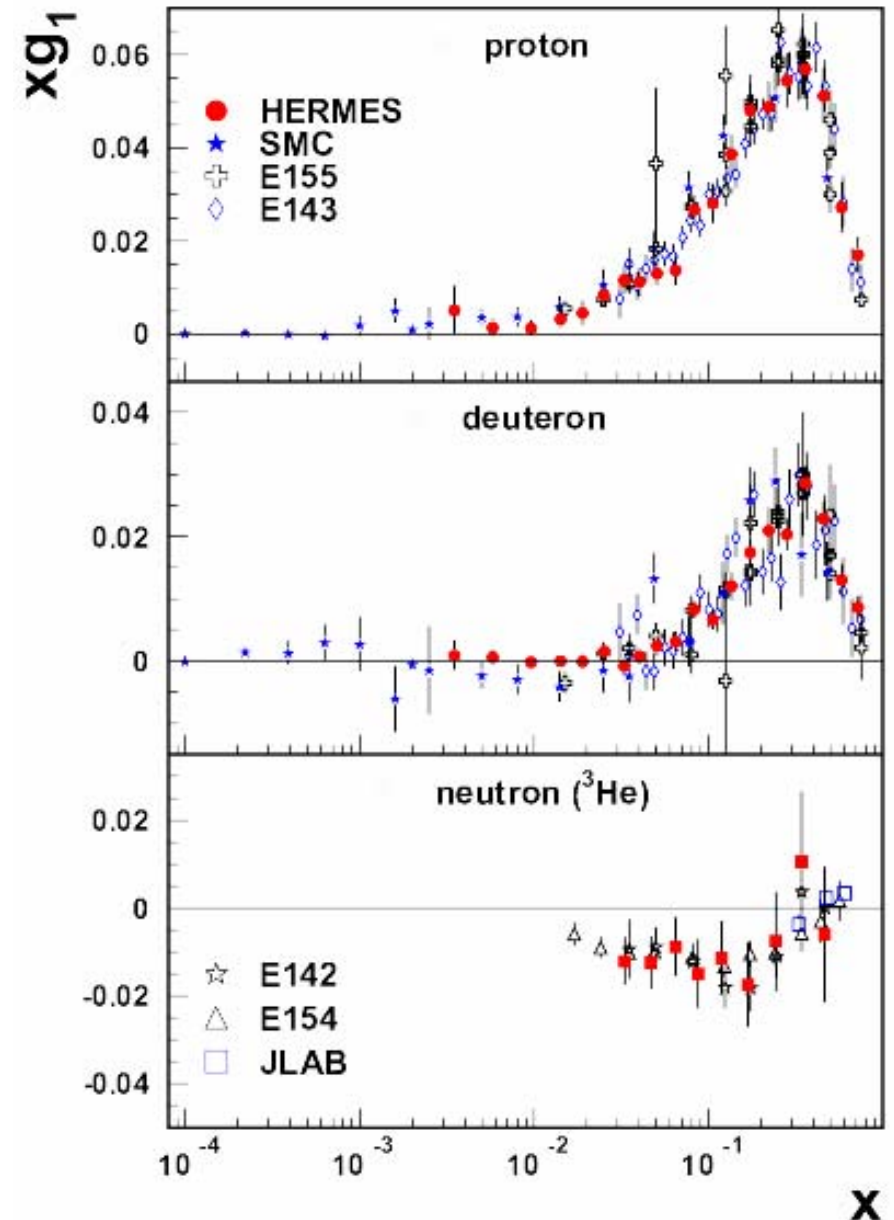 xg₁
proton
0.06
0.04
0.02
0
HERMES
SMC
E155
E143
deuteron
0.04
0.02
0
neutron (³He)
0.02
0
-0.02
-0.04
E142
E154
JLAB
10⁻⁴ 10⁻³ 10⁻² 10⁻¹
x